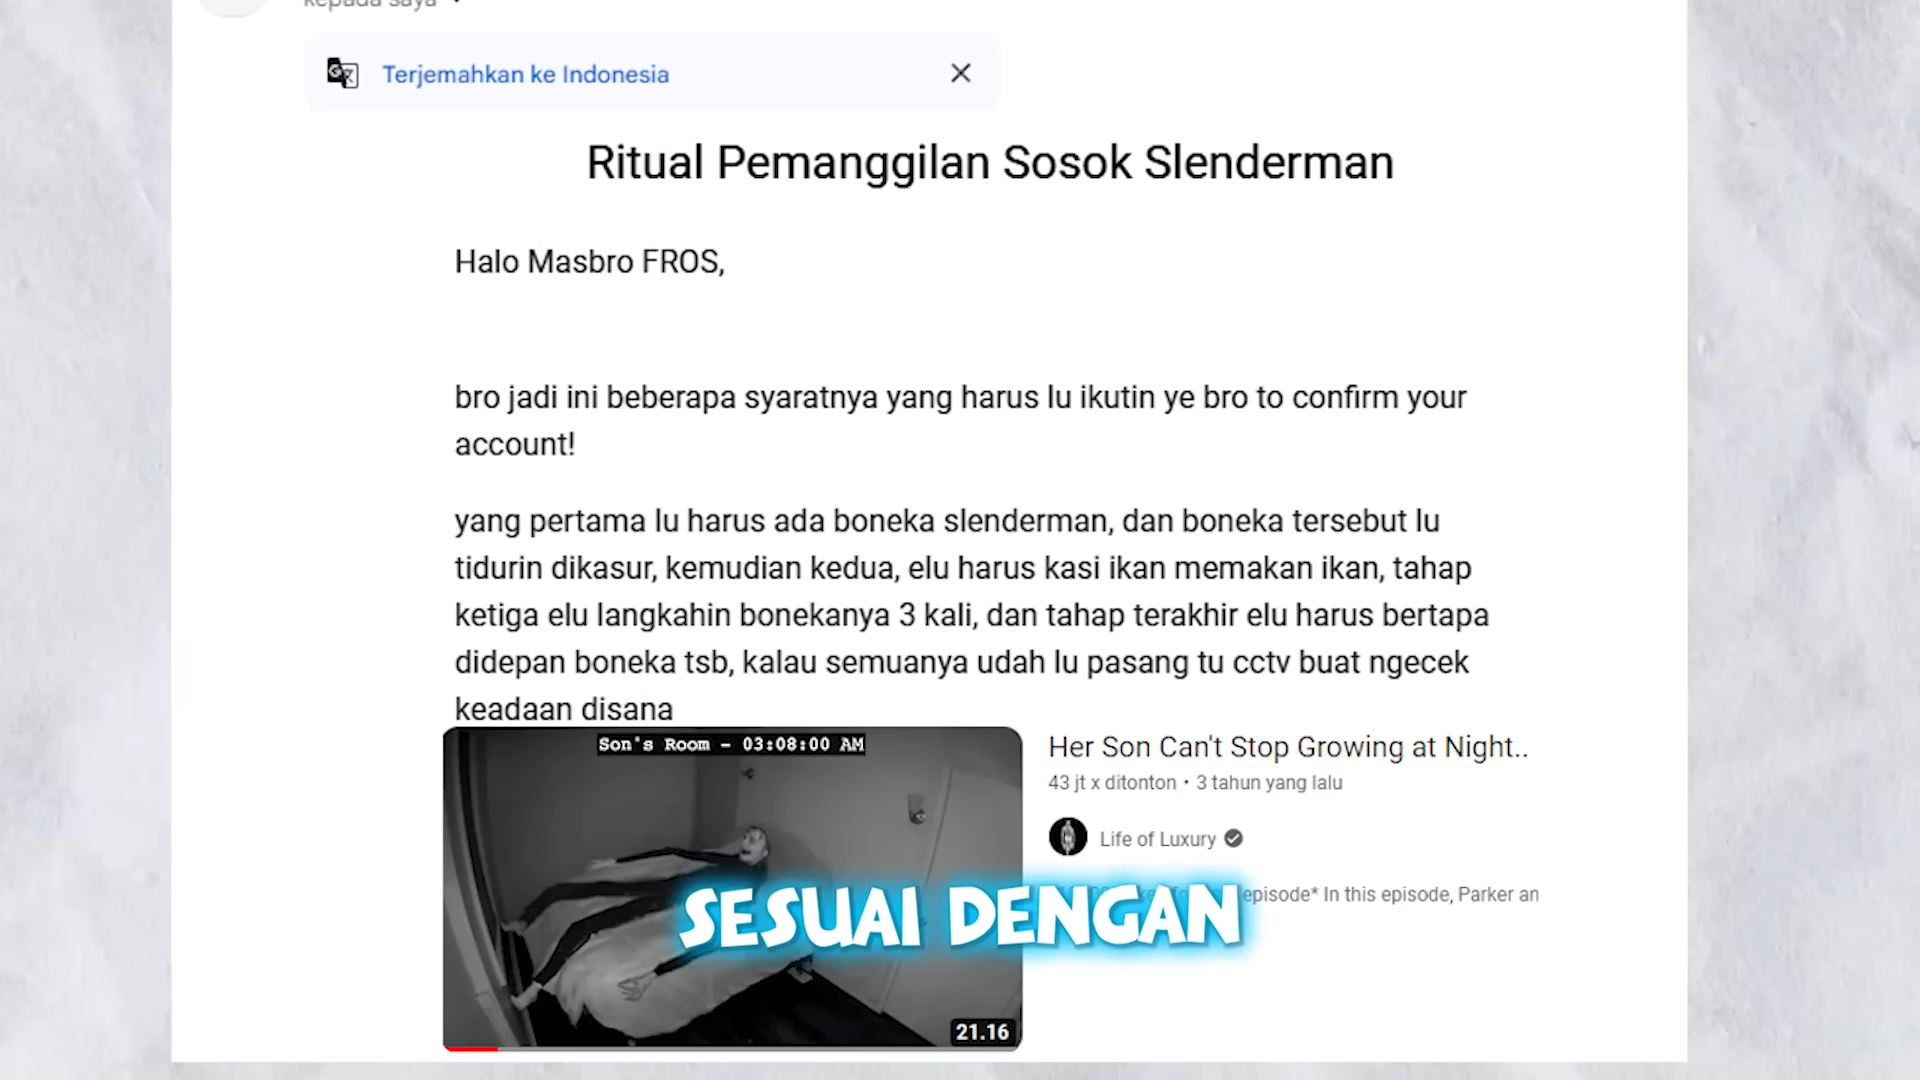 kepada saya
Terjemahkan ke Indonesia
Ritual Pemanggilan Sosok Slenderman
Halo Masbro FROS,
bro jadi ini beberapa syaratnya yang harus lu ikutin ye bro to confirm your
account!
yang pertama lu harus ada boneka slenderman, dan boneka tersebut lu
tidurin dikasur, kemudian kedua, elu harus kasi ikan memakan ikan, tahap
ketiga elu langkahin bonekanya 3 kali, dan tahap terakhir elu harus bertapa
didepan boneka tsb, kalau semuanya udah lu pasang tu cctv buat ngecek
keadaan disana
Son's Room - 03:08:00 AM
21.16
Her Son Can't Stop Growing at Night..
43 jt x ditonton • 3 tahun yang lalu
Life of Luxury
episode* In this episode, Parker an
SESUAI DENGAN